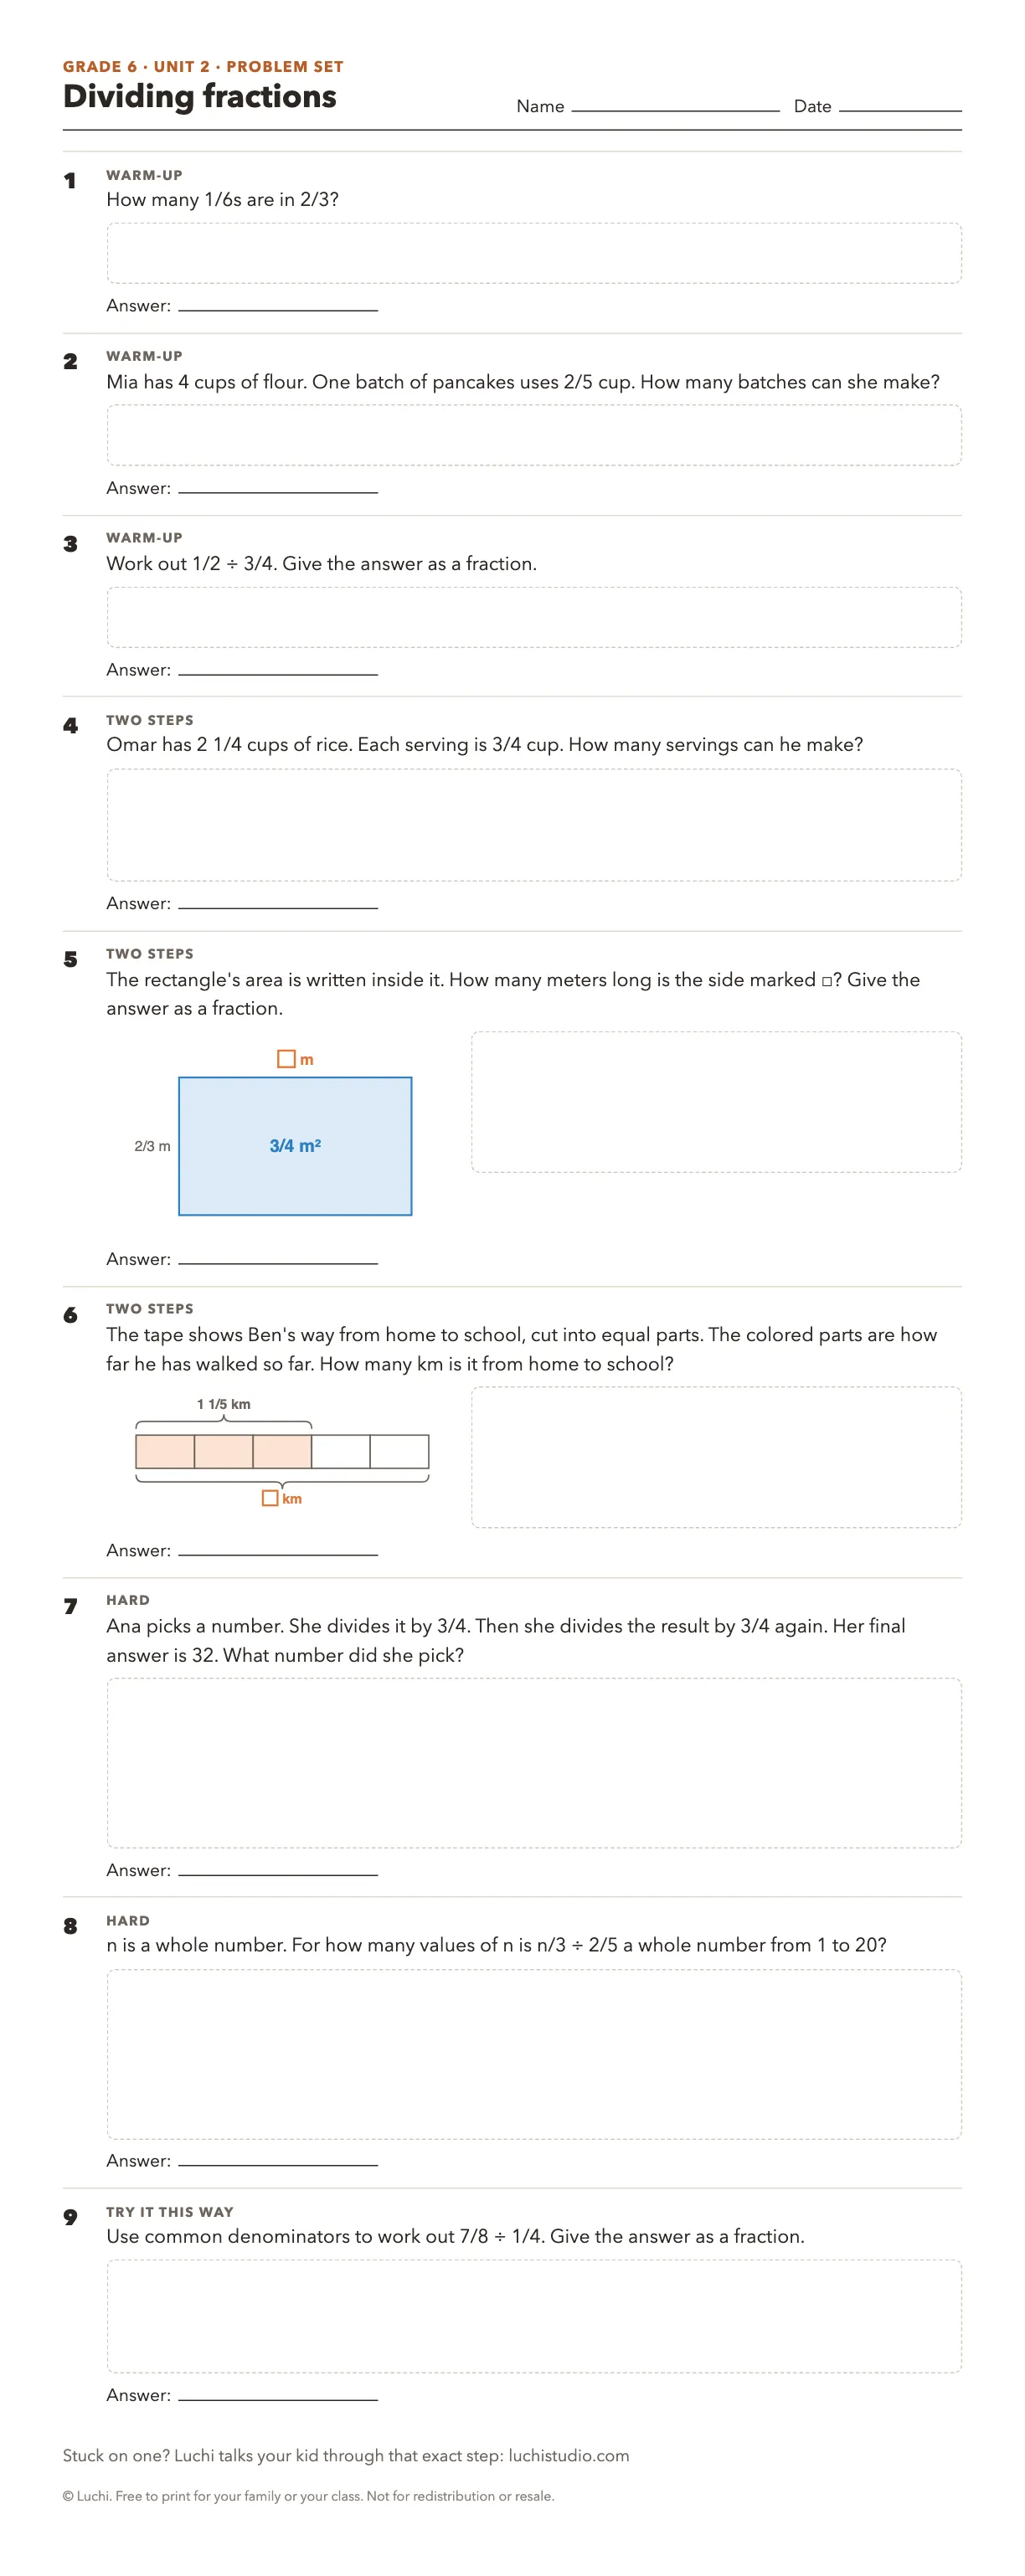 GRADE 6 · UNIT 2 · PROBLEM SET
Dividing fractions
Name Date
1
WARM-UP
How many 1/6s are in 2/3?
Answer:
2
WARM-UP
Mia has 4 cups of flour. One batch of pancakes uses 2/5 cup. How many batches can she make?
Answer:
3
WARM-UP
Work out 1/2 ÷ 3/4. Give the answer as a fraction.
Answer:
4
TWO STEPS
Omar has 2 1/4 cups of rice. Each serving is 3/4 cup. How many servings can he make?
Answer:
5
TWO STEPS
The rectangle's area is written inside it. How many meters long is the side marked □? Give the
answer as a fraction.
□ m
2/3 m
3/4 m²
Answer:
6
TWO STEPS
The tape shows Ben's way from home to school, cut into equal parts. The colored parts are how
far he has walked so far. How many km is it from home to school?
1 1/5 km
□ km
Answer:
7
HARD
Ana picks a number. She divides it by 3/4. Then she divides the result by 3/4 again. Her final
answer is 32. What number did she pick?
Answer:
8
HARD
n is a whole number. For how many values of n is n/3 ÷ 2/5 a whole number from 1 to 20?
Answer:
9
TRY IT THIS WAY
Use common denominators to work out 7/8 ÷ 1/4. Give the answer as a fraction.
Answer:
Stuck on one? Luchi talks your kid through that exact step: luchistudio.com
© Luchi. Free to print for your family or your class. Not for redistribution or resale.